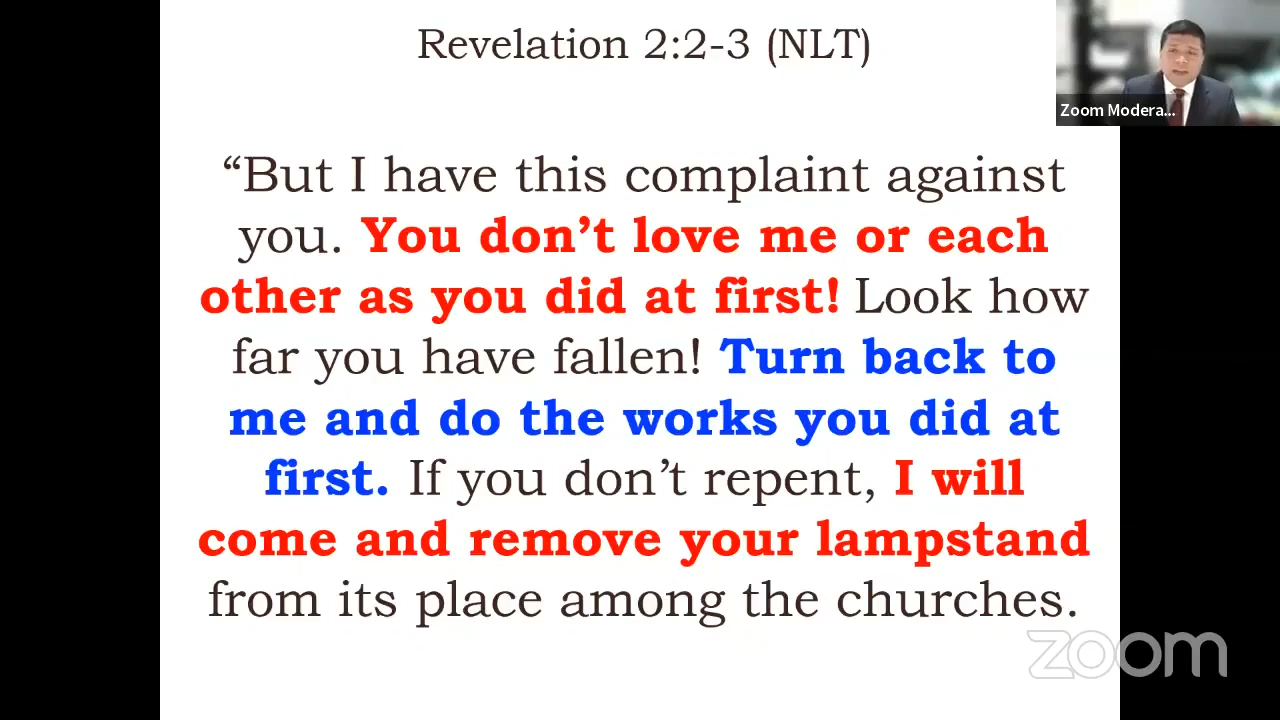 Revelation 2:2-3 (NLT)
Zoom Modera...
“But I have this complaint against
you. You don’t love me or each
other as you did at first! Look how
far you have fallen! Turn back to
me and do the works you did at
first. If you don’t repent, I will
come and remove your lampstand
from its place among the churches.
zoom